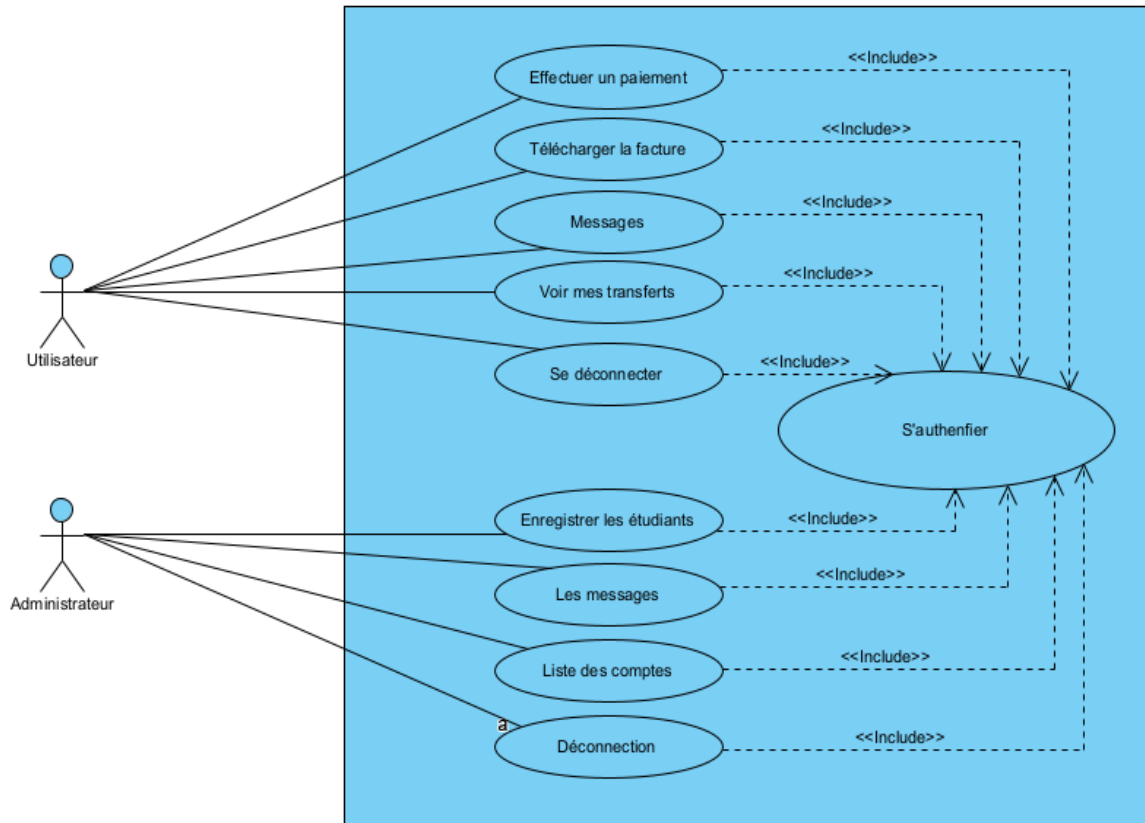 Effectuer un paiement
<<Include>>
Télécharger la facture
<<Include>>
Messages
<<Include>>
Voir mes transferts
<<Include>>
Utilisateur
Se déconnecter
<<Include>>
S'authenfier
Enregistrer les étudiants
<<Include>>
Administrateur
Les messages
<<Include>>
Liste des comptes
<<Include>>
a
Déconnection
<<Include>>